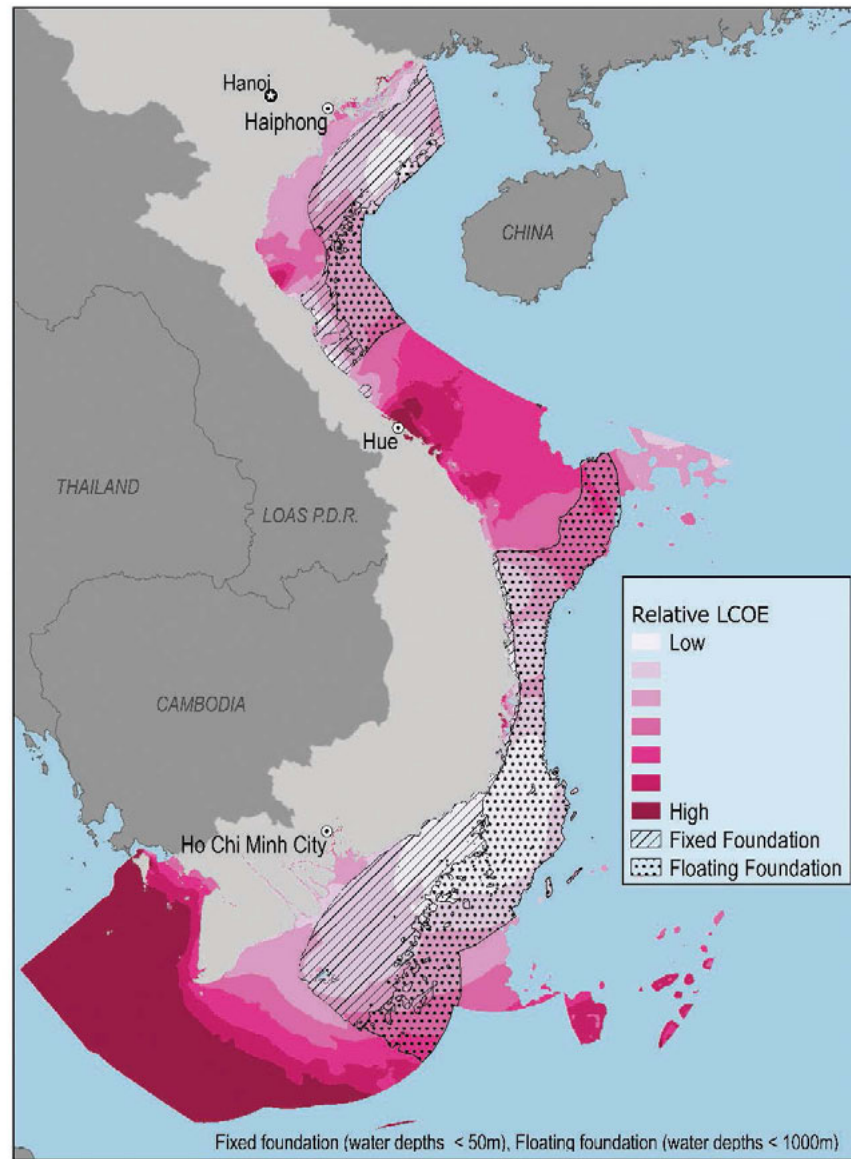 Hanoi
Haiphong
CHINA
Hue
THAILAND
LOAS P.D.R.
CAMBODIA
Ho Chi Minh City
Relative LCOE
Low
High
Fixed Foundation
Floating Foundation
Fixed foundation (water depths < 50m), Floating foundation (water depths < 1000m)